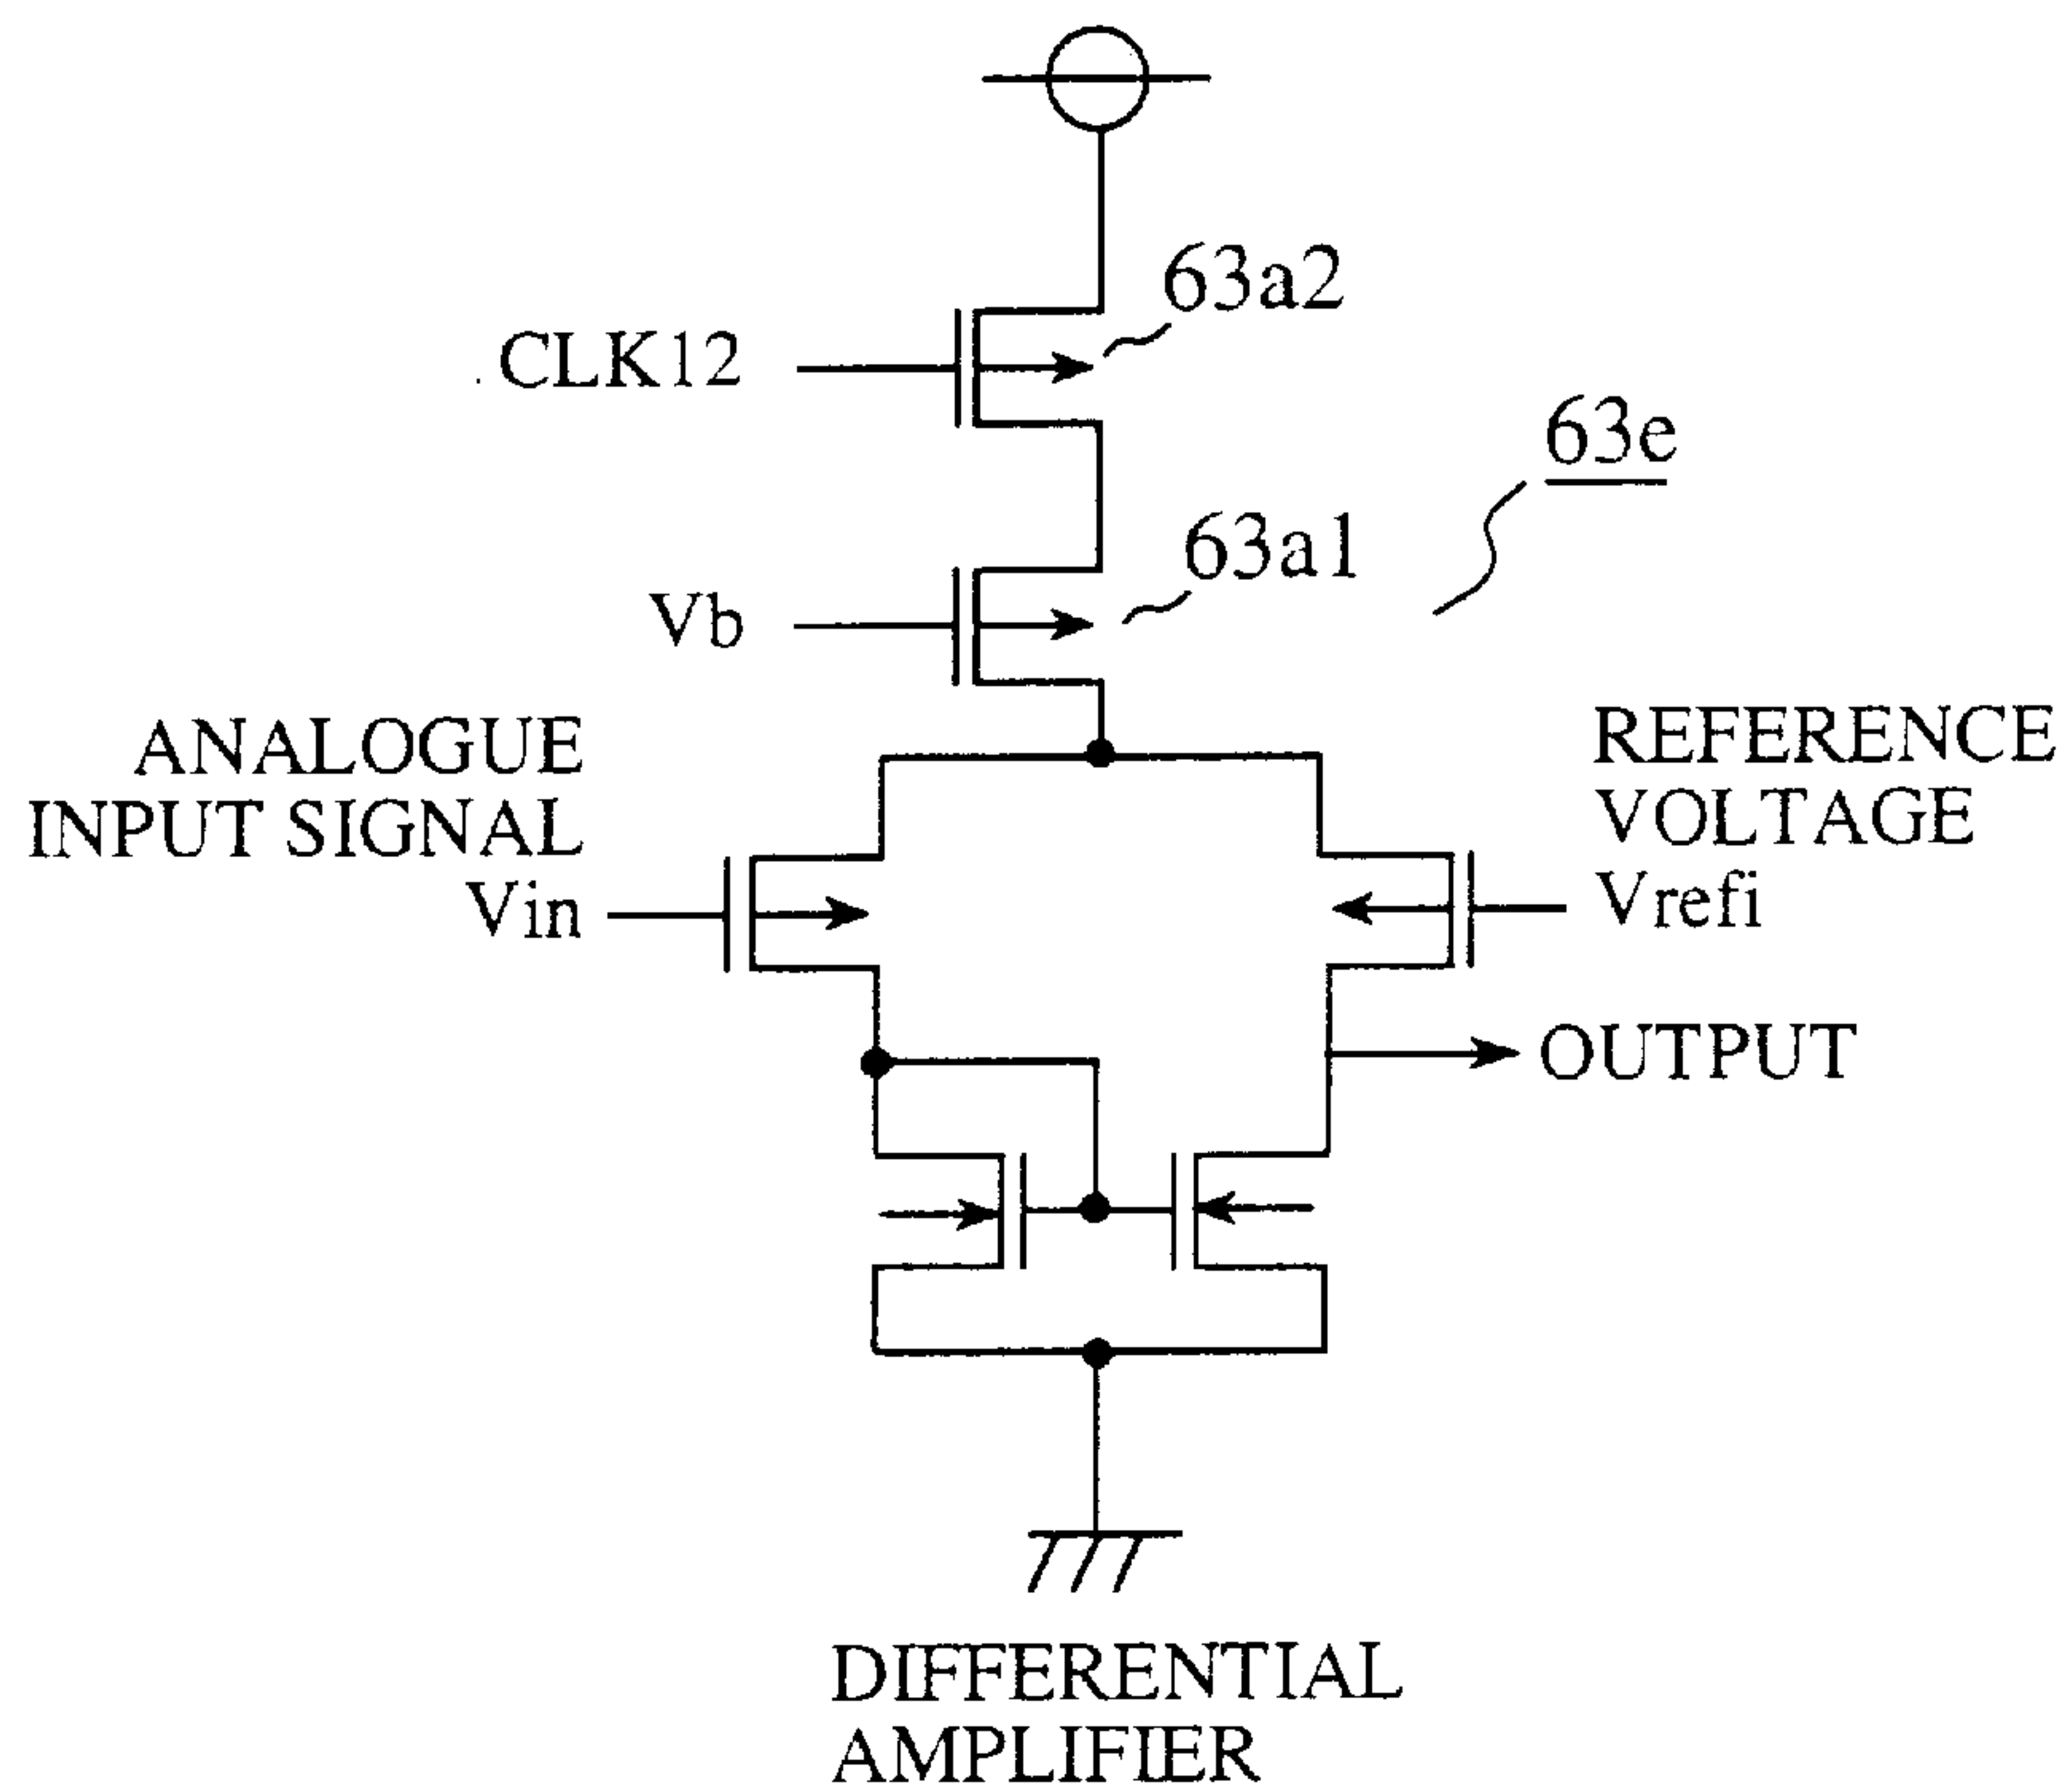 63a2
CLK12
63e
63a1
Vb
ANALOGUE
INPUT SIGNAL
Vin
REFERENCE
VOLTAGE
Vrefi
OUTPUT
DIFFERENTIAL
AMPLIFIER